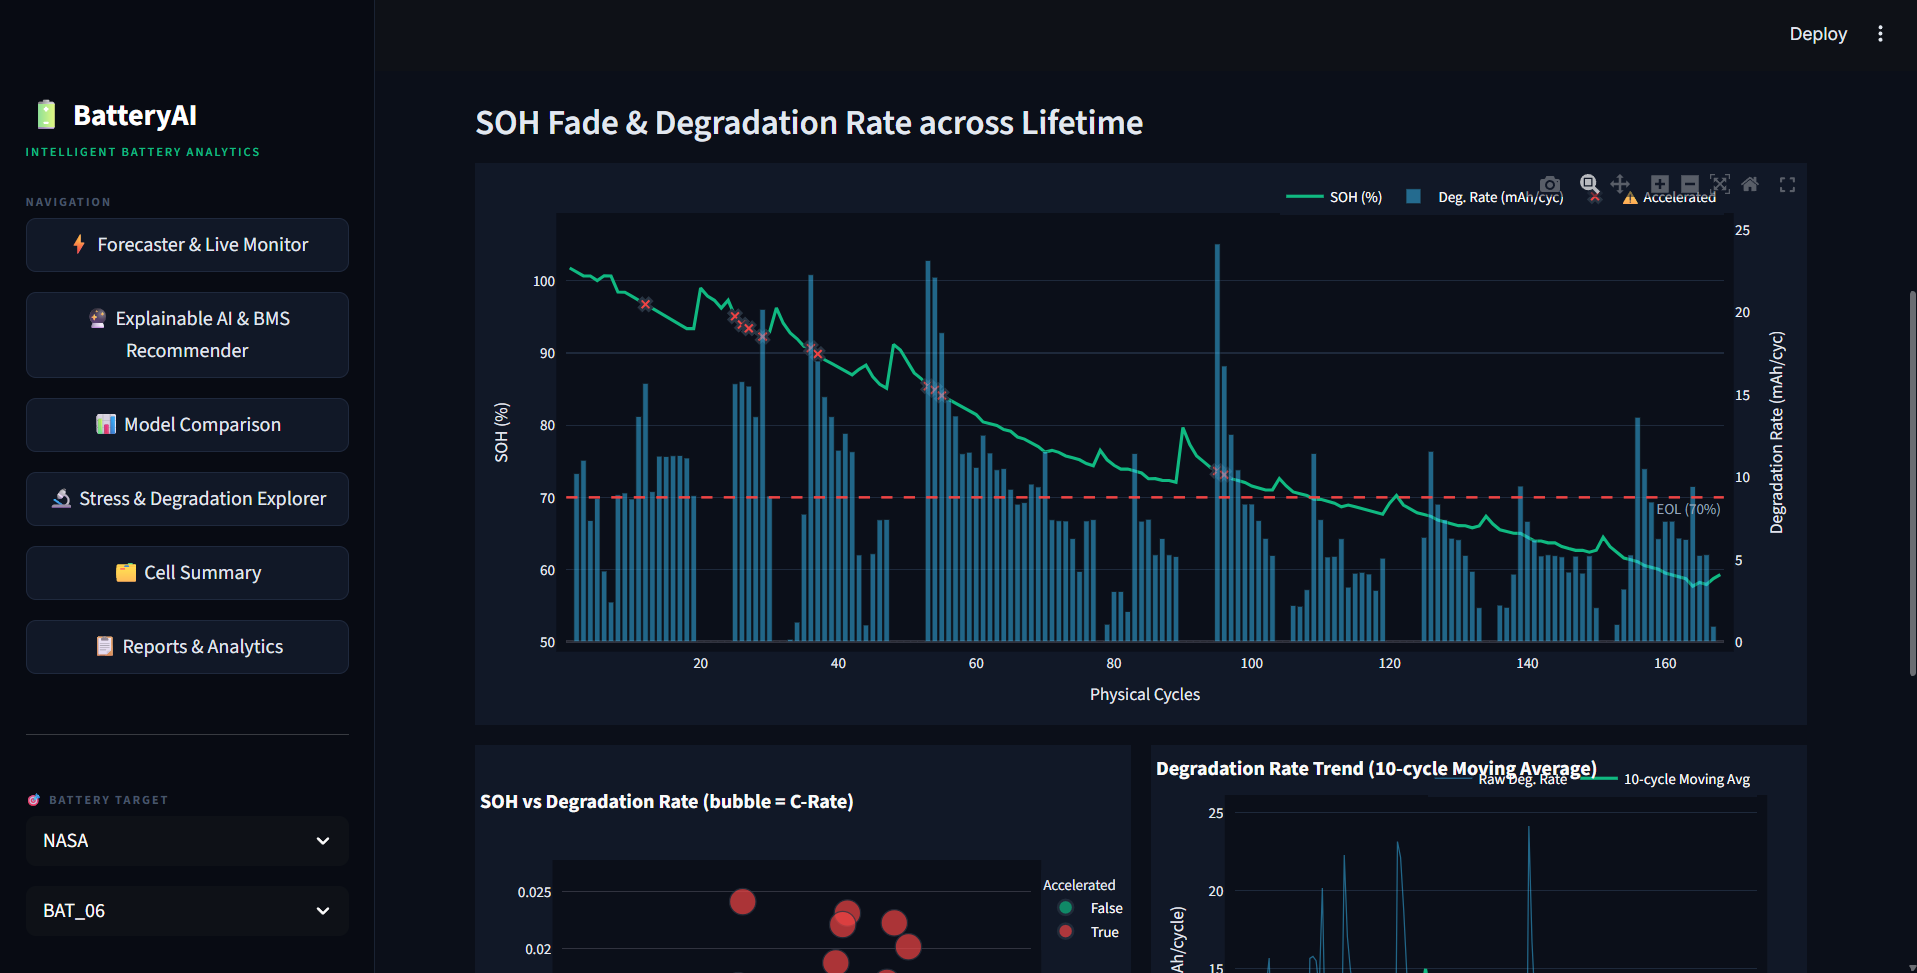 Deploy
BatteryAI
INTELLIGENT BATTERY ANALYTICS
NAVIGATION
Forecaster & Live Monitor
Explainable AI & BMS
Recommender
Model Comparison
Stress & Degradation Explorer
Cell Summary
Reports & Analytics
BATTERY TARGET
NASA
BAT_06
SOH Fade & Degradation Rate across Lifetime
SOH (%)
Deg. Rate (mAh/cyc)
Accelerated
SOH (%)
100
90
80
70
60
50
25
20
15
10
5
0
Degradation Rate (mAh/cyc)
EOL (70%)
20
40
60
80
100
120
140
160
Physical Cycles
SOH vs Degradation Rate (bubble = C-Rate)
0.025
0.02
Accelerated
False
True
Degradation Rate Trend (10-cycle Moving Average)
Raw Deg. Rate
10-cycle Moving Avg
25
20
15
Ah/cycle)